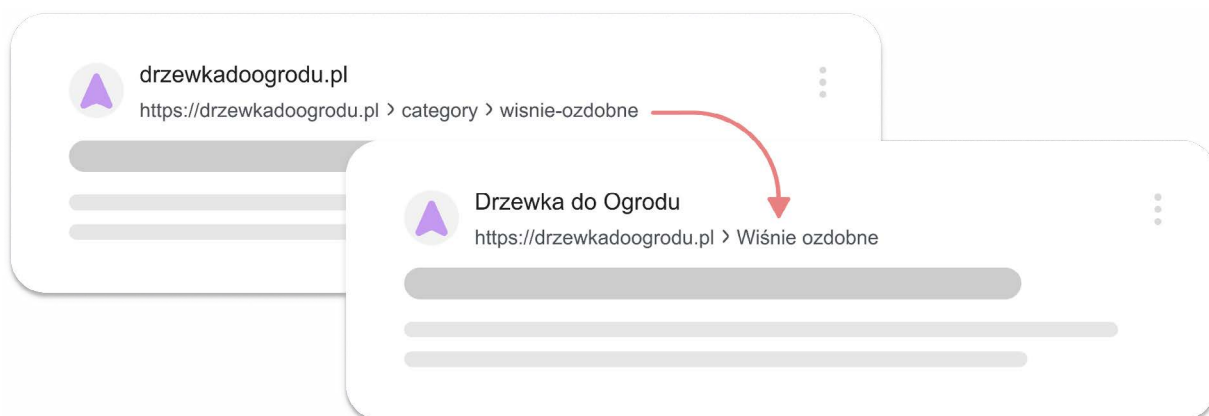 drzewkadoogrodu.pl
https://drzewkadoogrodu.pl > category > wisnie-ozdobne
Drzewka do Ogrodu
https://drzewkadoogrodu.pl > Wiśnie ozdobne